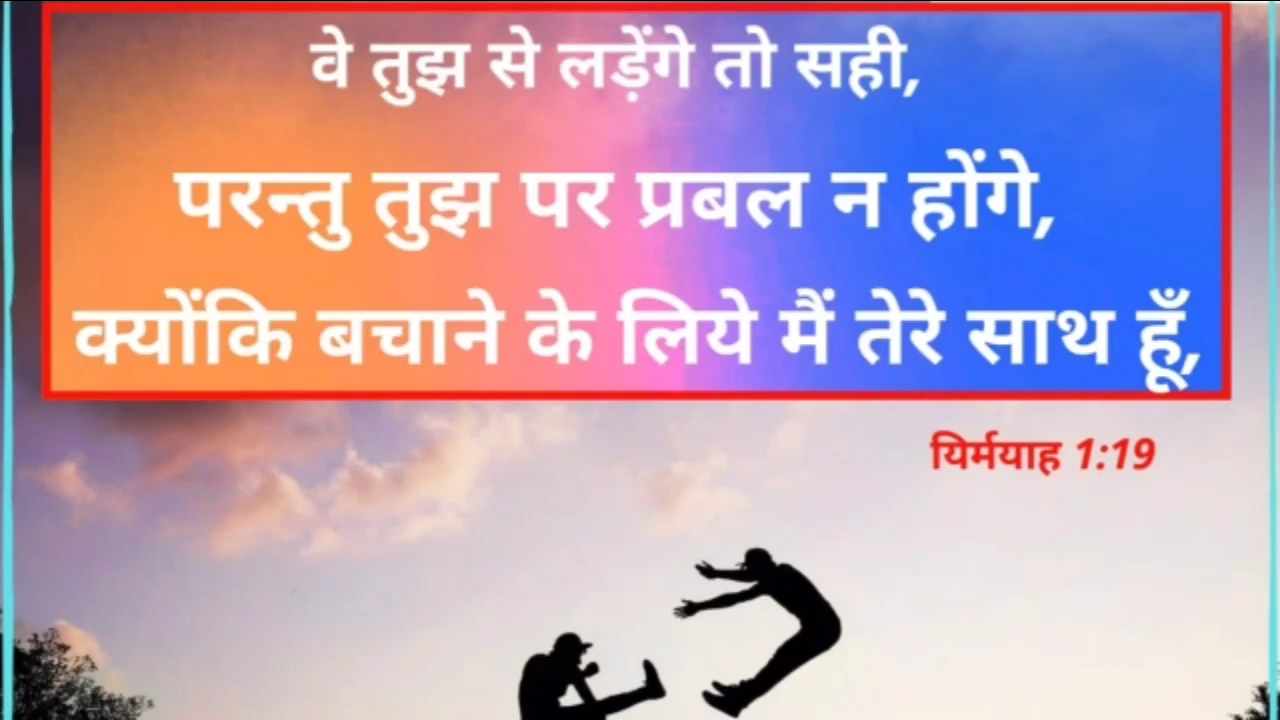 वे तुझ से लड़ेंगे तो सही,
परन्तु तुझ पर प्रबल न होंगे,
क्योंकि बचाने के लिये मैं तेरे साथ हूँ,
यिर्मयाह 1:19